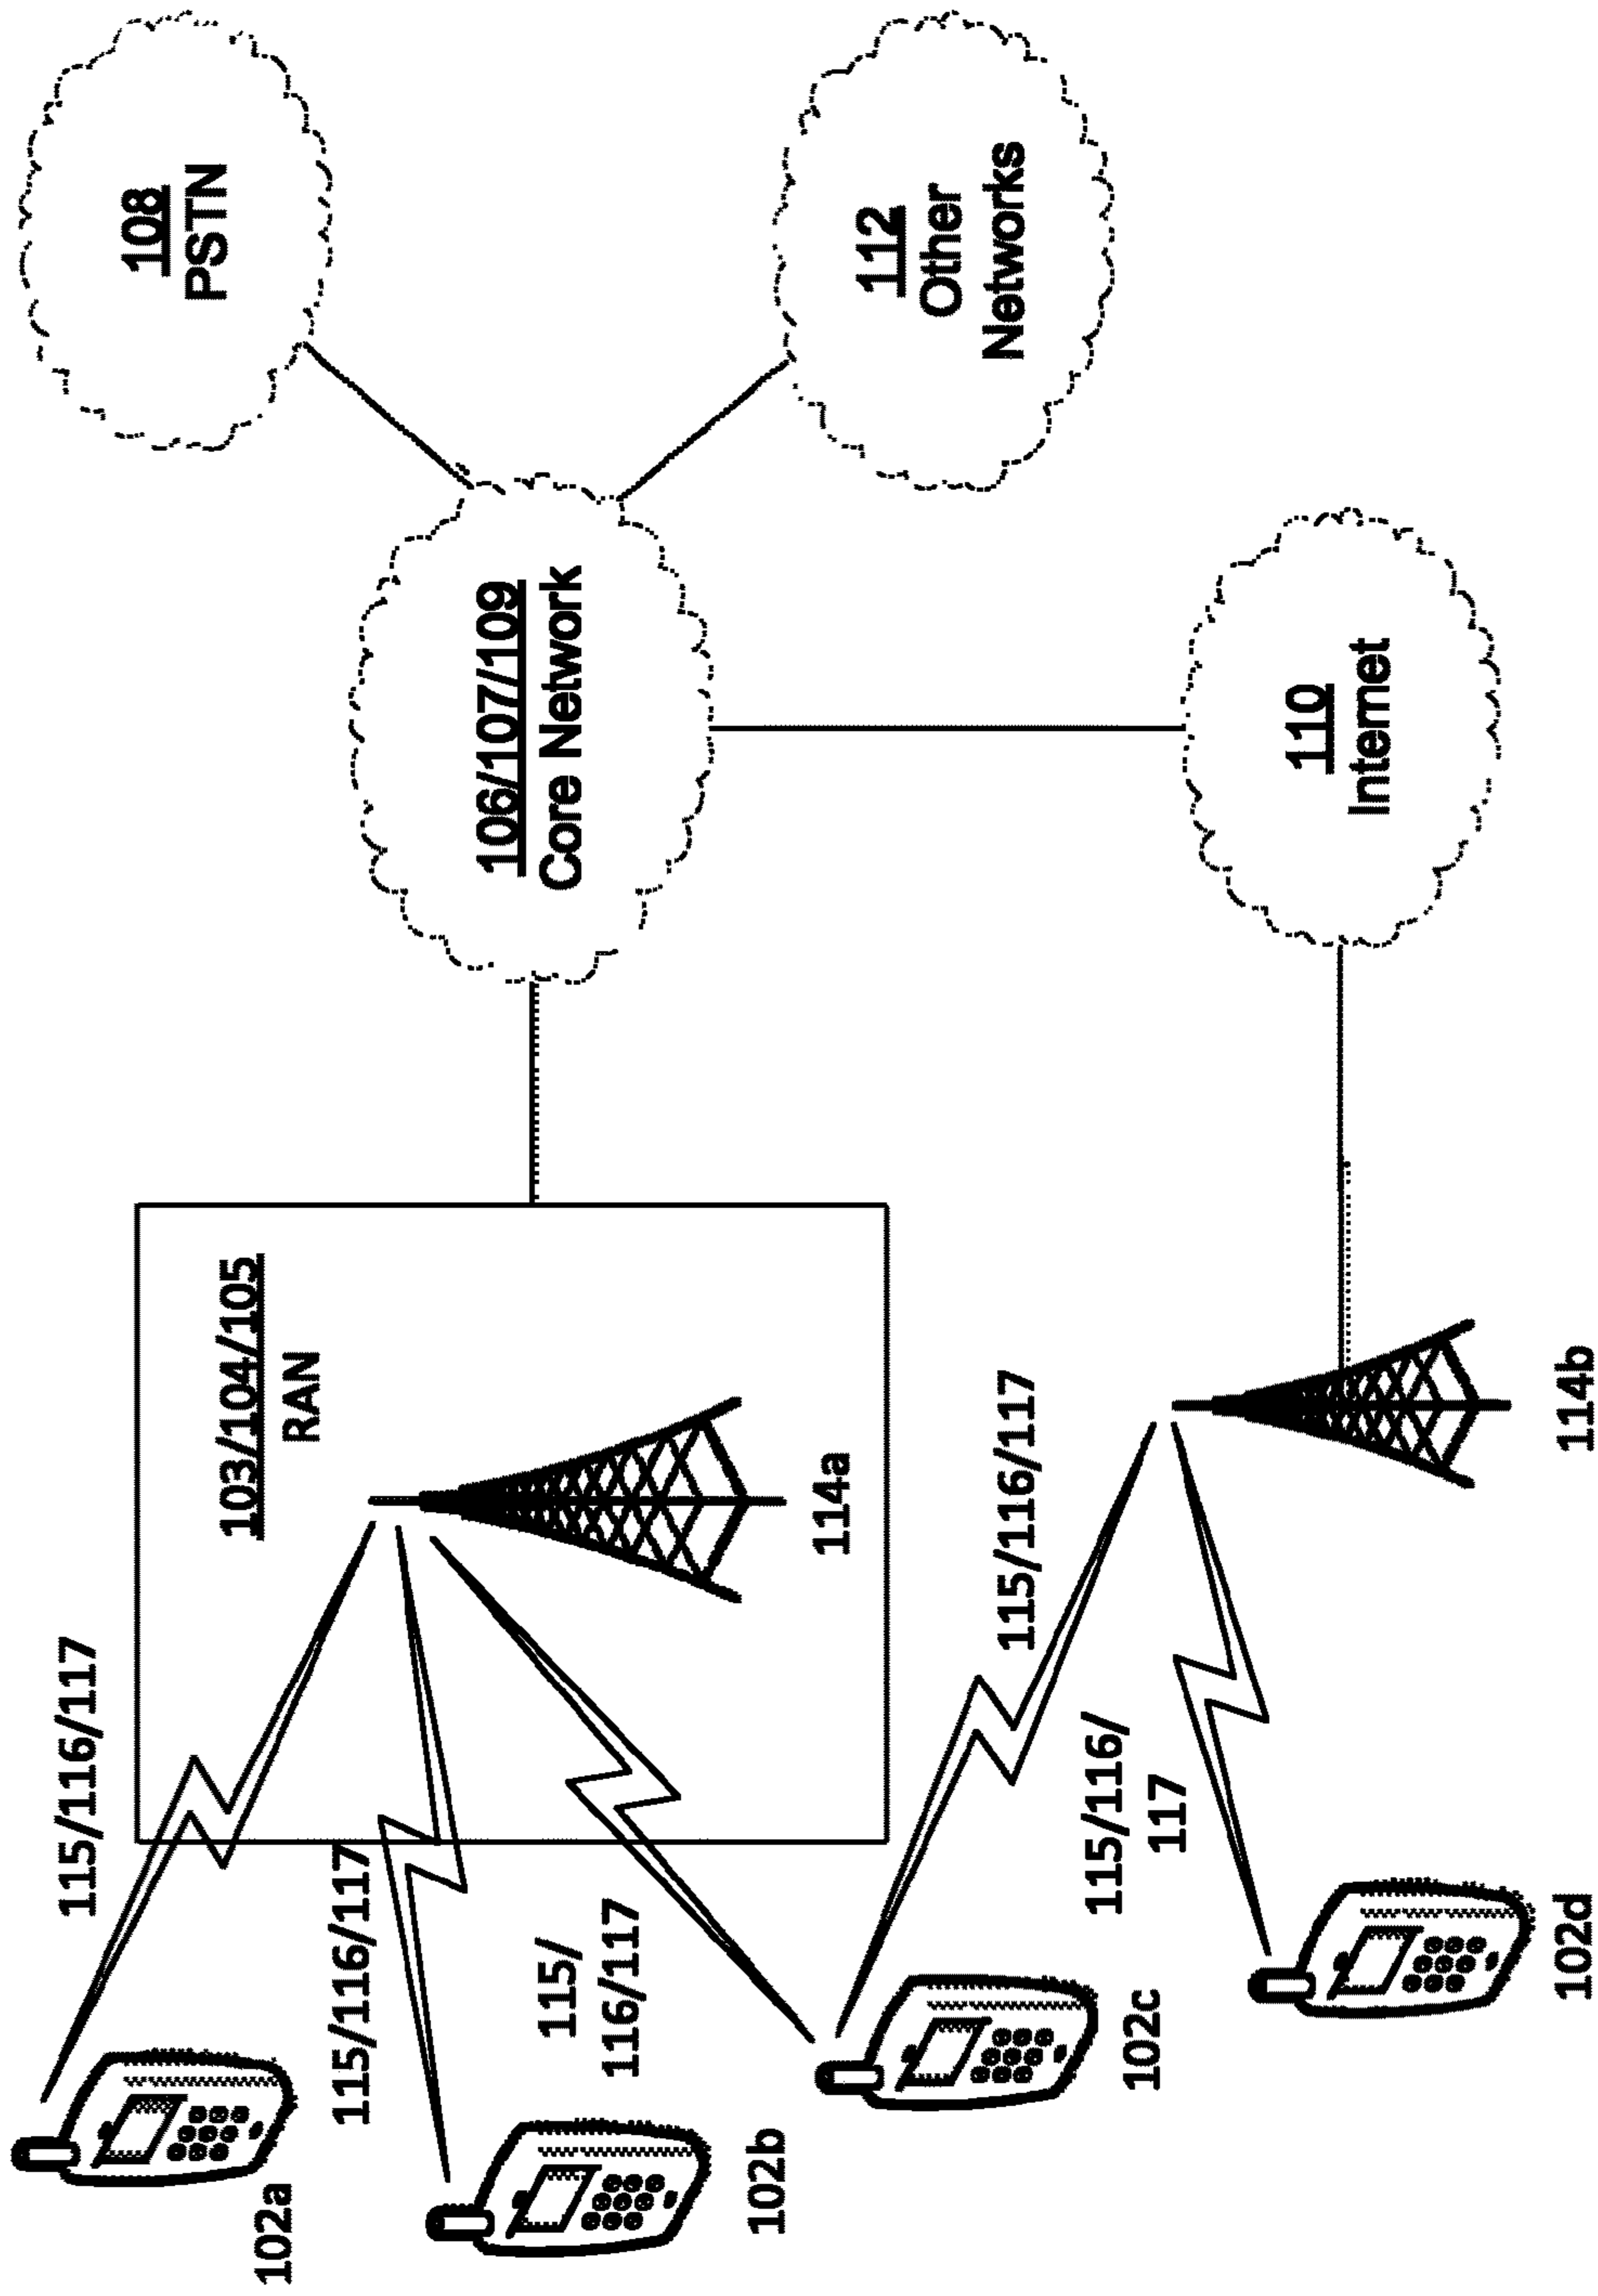 102a
115/116/117
102b
115/116/117
115/
116/117
103/104/105
RAN
114a
102c
115/116/117
102d
115/116/
117
114b
106/107/109
Core Network
108
PSTN
112
Other
Networks
110
Internet